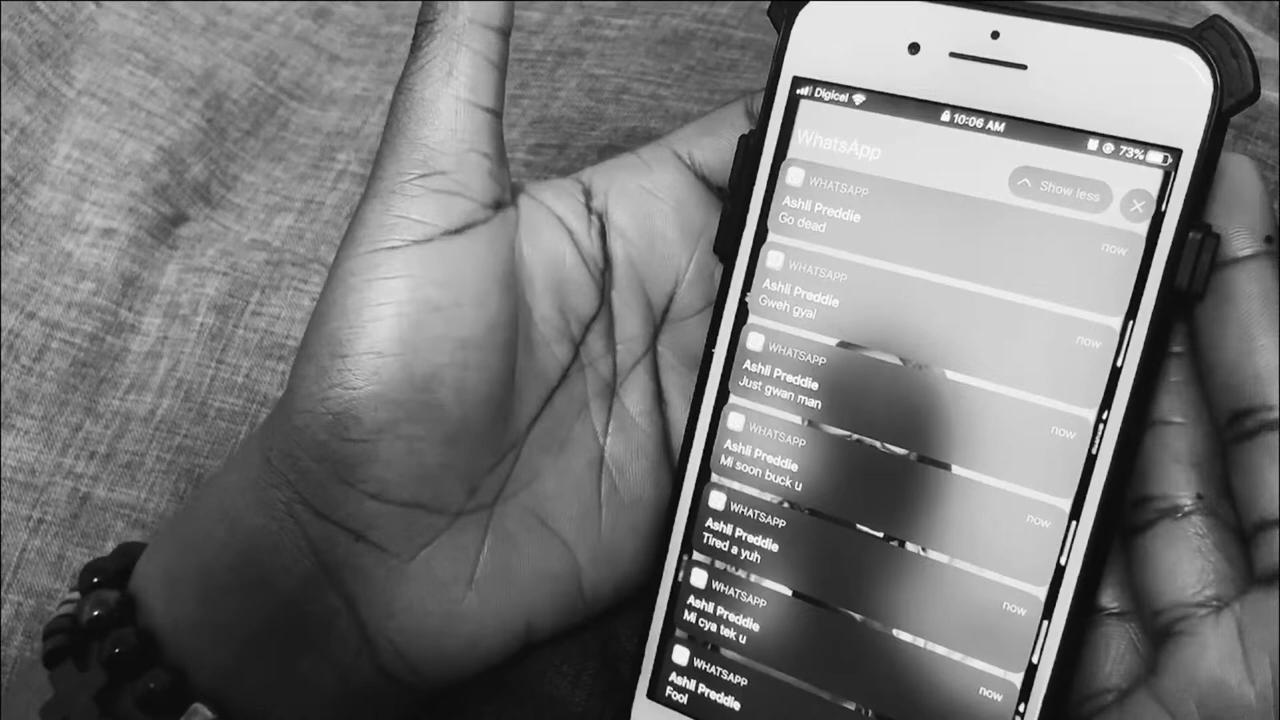 Digicel
10:06 AM
73%
WhatsApp
Show less
WHATSAPP
Ashli Preddie
Go dead
now
WHATSAPP
Ashli Preddie
Gweh gyal
now
WHATSAPP
Ashli Preddie
Just gwan man
now
WHATSAPP
Ashli Preddie
Mi soon buck u
now
WHATSAPP
Ashli Preddie
Tired a yuh
now
WHATSAPP
Ashli Preddie
Mi cya tek u
now
WHATSAPP
Ashli Preddie
Fool